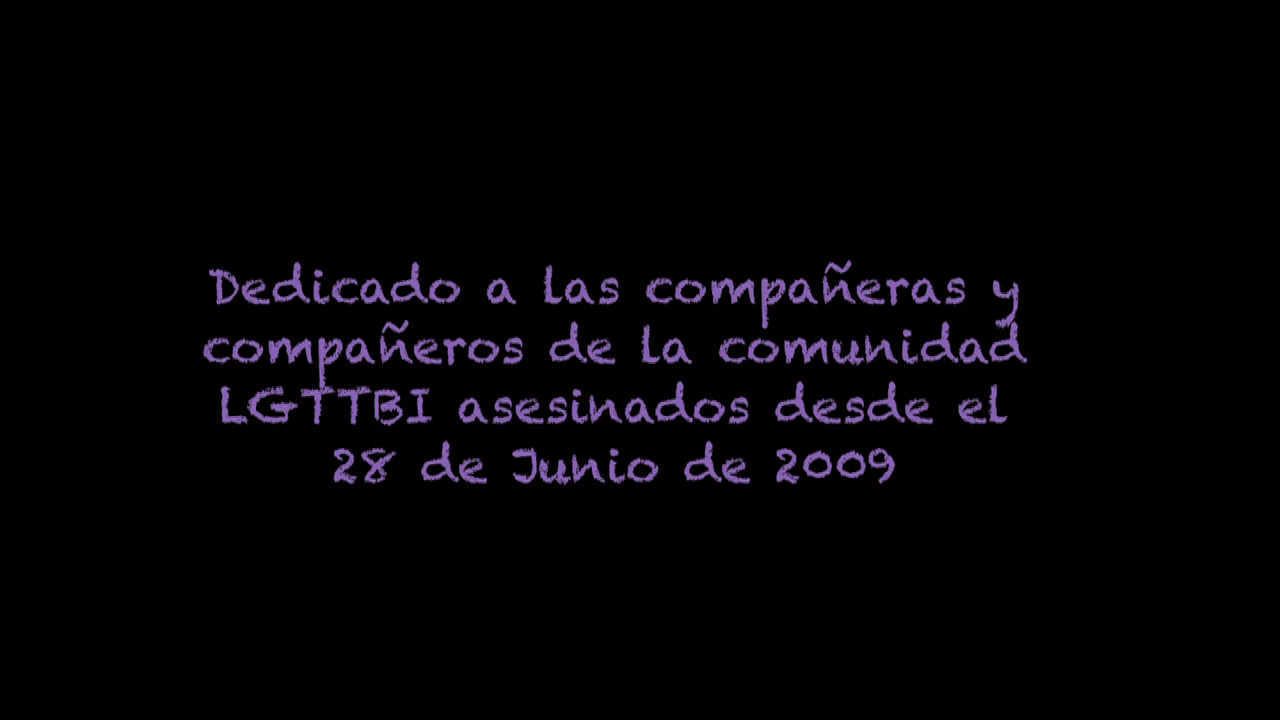 Dedicado a las compañeras y
compañeros de la comunidad
LGTTBI asesinados desde el
28 de Junio de 2009